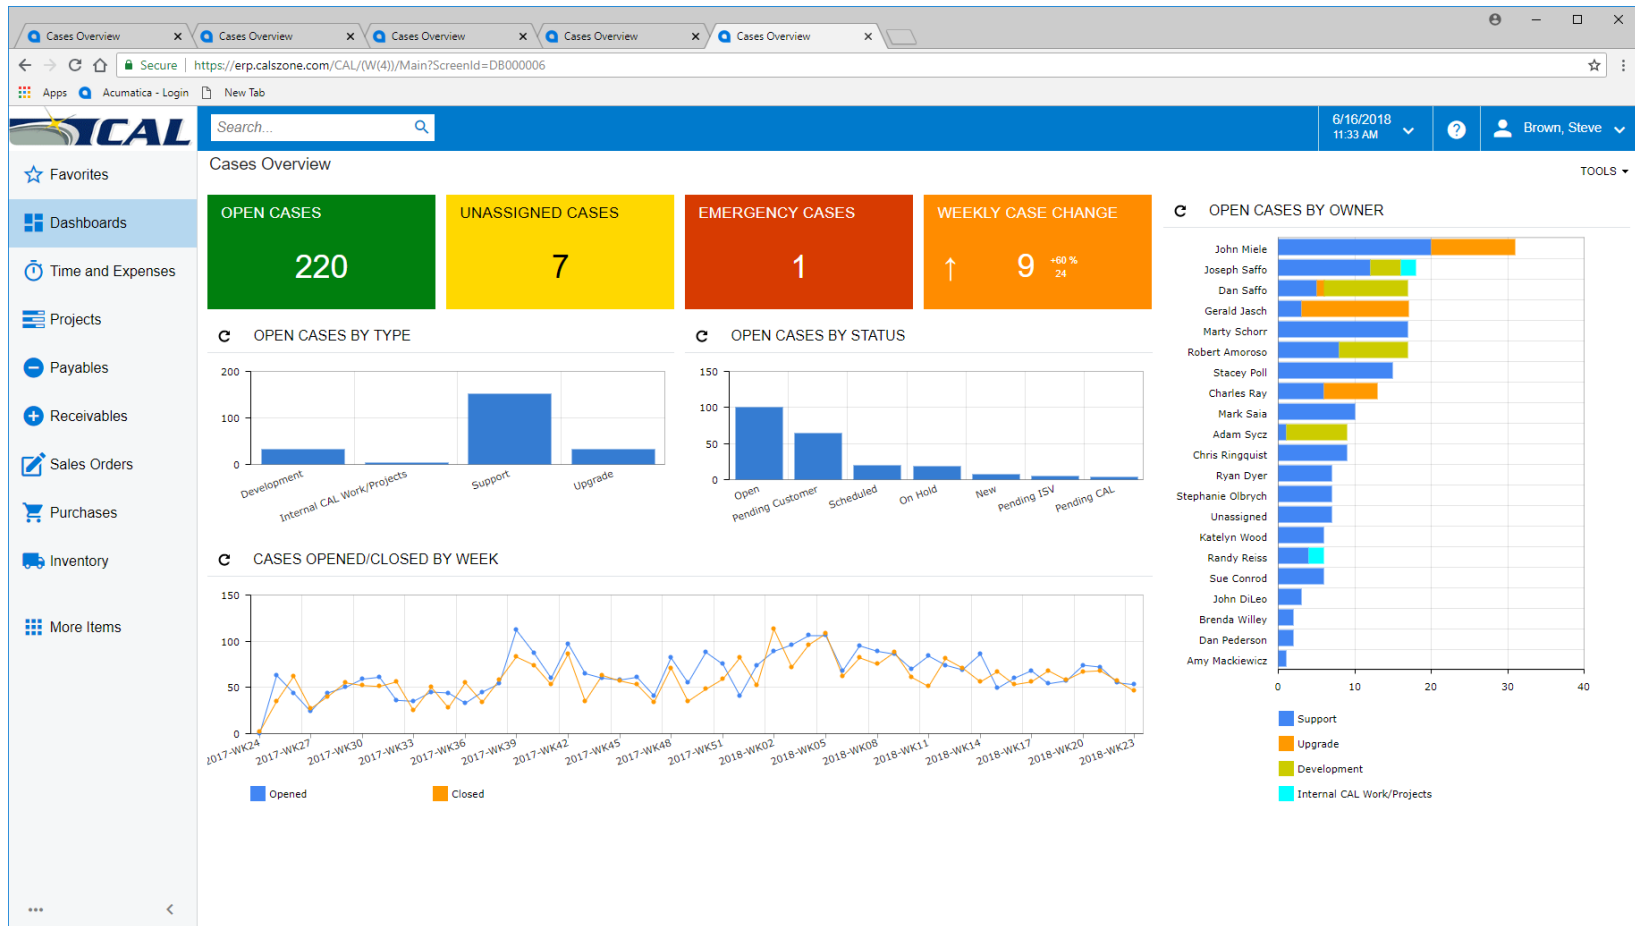 Cases Overview
Cases Overview
Cases Overview
Cases Overview
Cases Overview
Secure
https://erp.calszone.com/CAL/(W(4))/Main?ScreenId=DB000006
Apps
Acumatica - Login
New Tab
CAL
Search...
6/16/2018
11:33 AM
?
Brown, Steve
Favorites
Dashboards
Time and Expenses
Projects
Payables
Receivables
Sales Orders
Purchases
Inventory
More Items
Cases Overview
TOOLS
OPEN CASES
220
UNASSIGNED CASES
7
EMERGENCY CASES
1
WEEKLY CASE CHANGE
9
+60 %
24
OPEN CASES BY TYPE
200
100
0
Development
Internal CAL Work/Projects
Support
Upgrade
OPEN CASES BY STATUS
150
100
50
0
Open
Pending Customer
Scheduled
On Hold
New
Pending ISV
Pending CAL
CASES OPENED/CLOSED BY WEEK
150
100
50
0
2017-WK24
2017-WK27
2017-WK30
2017-WK33
2017-WK36
2017-WK39
2017-WK42
2017-WK45
2017-WK48
2017-WK51
2018-WK02
2018-WK05
2018-WK08
2018-WK11
2018-WK14
2018-WK17
2018-WK20
2018-WK23
Opened
Closed
OPEN CASES BY OWNER
John Miele
Joseph Saffo
Dan Saffo
Gerald Jasch
Marty Schorr
Robert Amoroso
Stacey Poll
Charles Ray
Mark Saia
Adam Sycz
Chris Ringquist
Ryan Dyer
Stephanie Olbrych
Unassigned
Katelyn Wood
Randy Reiss
Sue Conrod
John DiLeo
Brenda Willey
Dan Pederson
Amy Mackiewicz
0
10
20
30
40
Support
Upgrade
Development
Internal CAL Work/Projects